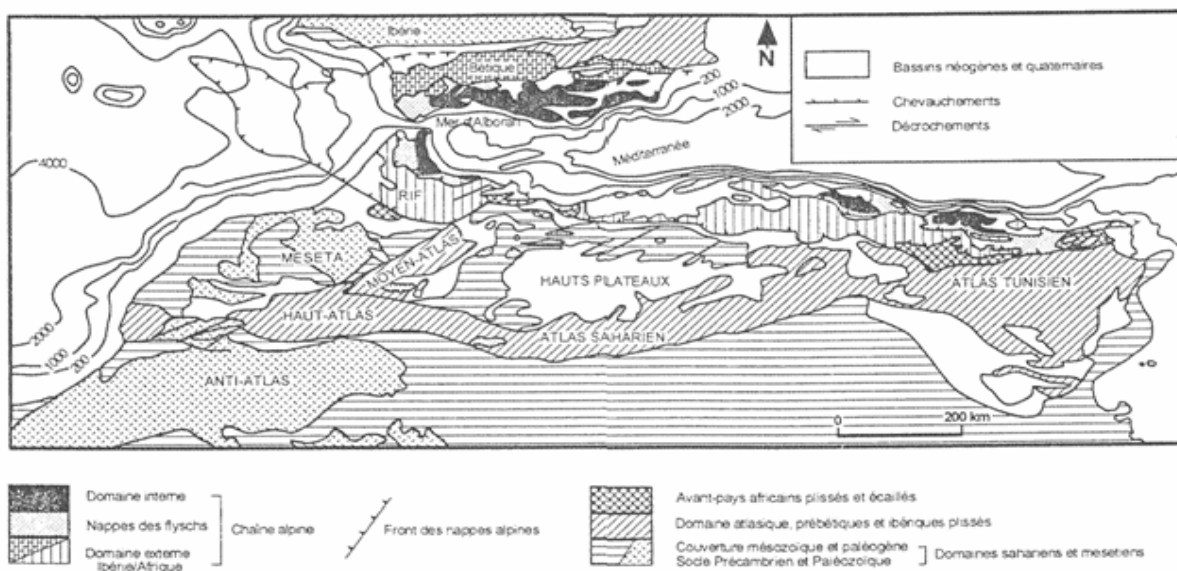 Ibérie
Bétique
N
200
1000
2000
Mer d'Alboran
Méditerranée
4000
RIF
MESETA
MOYEN-ATLAS
HAUTS PLATEAUX
ATLAS TUNISIEN
HAUT-ATLAS
ATLAS SAHARIEN
2000
1000
200
ANTI-ATLAS
0
200 km
Bassins néogènes et quaternaires
Chevauchements
Décrochements
Domaine interne
Nappes des flyschs
Domaine externe
Ibérie/Afrique
Chaîne alpine
Front des nappes alpines
Avant-pays africains plissés et écaillés
Domaine atlasique, prébétiques et ibériques plissés
Couverture mésozoïque et paléogène
Socle Précambrien et Paléozoïque
Domaines sahariens et mesetiens